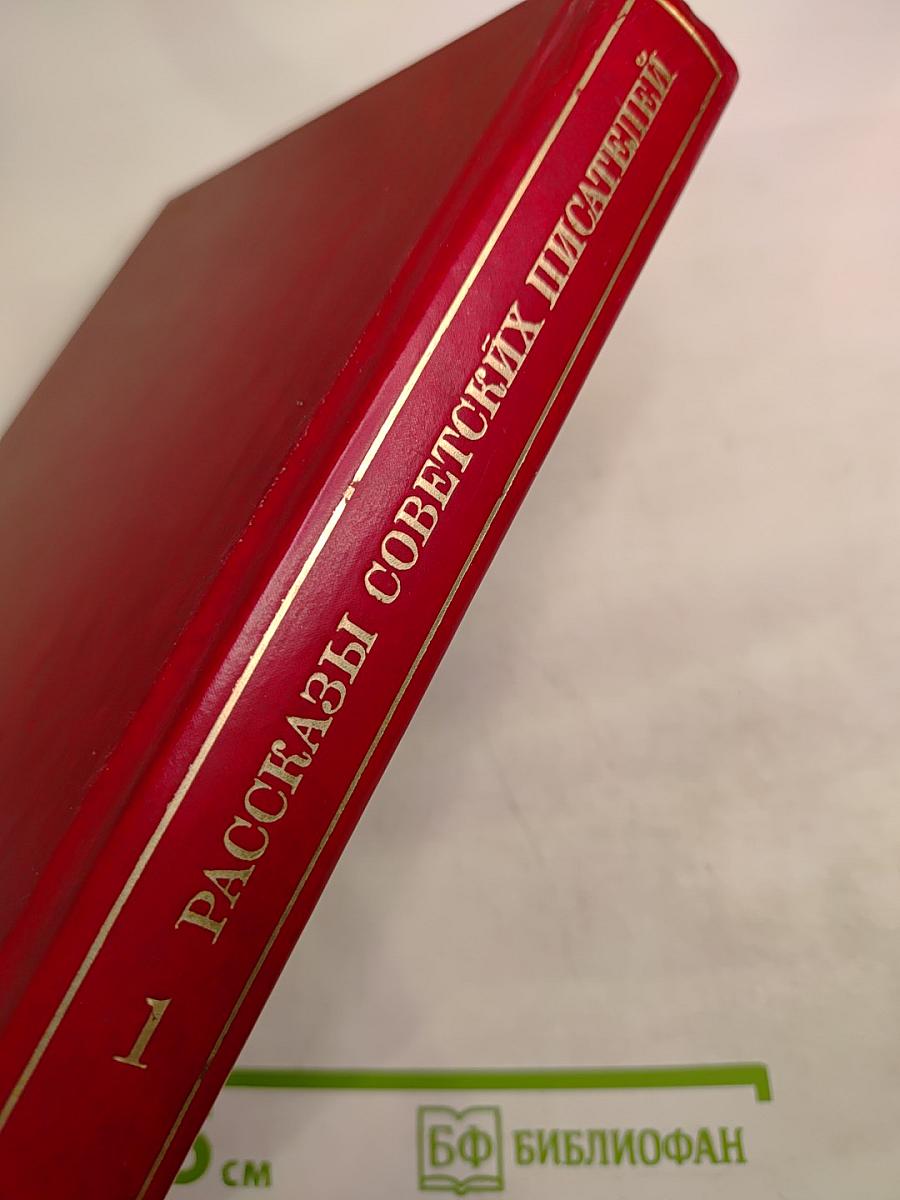 1 РАССКАЗЫ СОВЕТСКИХ ПИСАТЕЛЕЙ
см
БФ БИБЛИОФАН